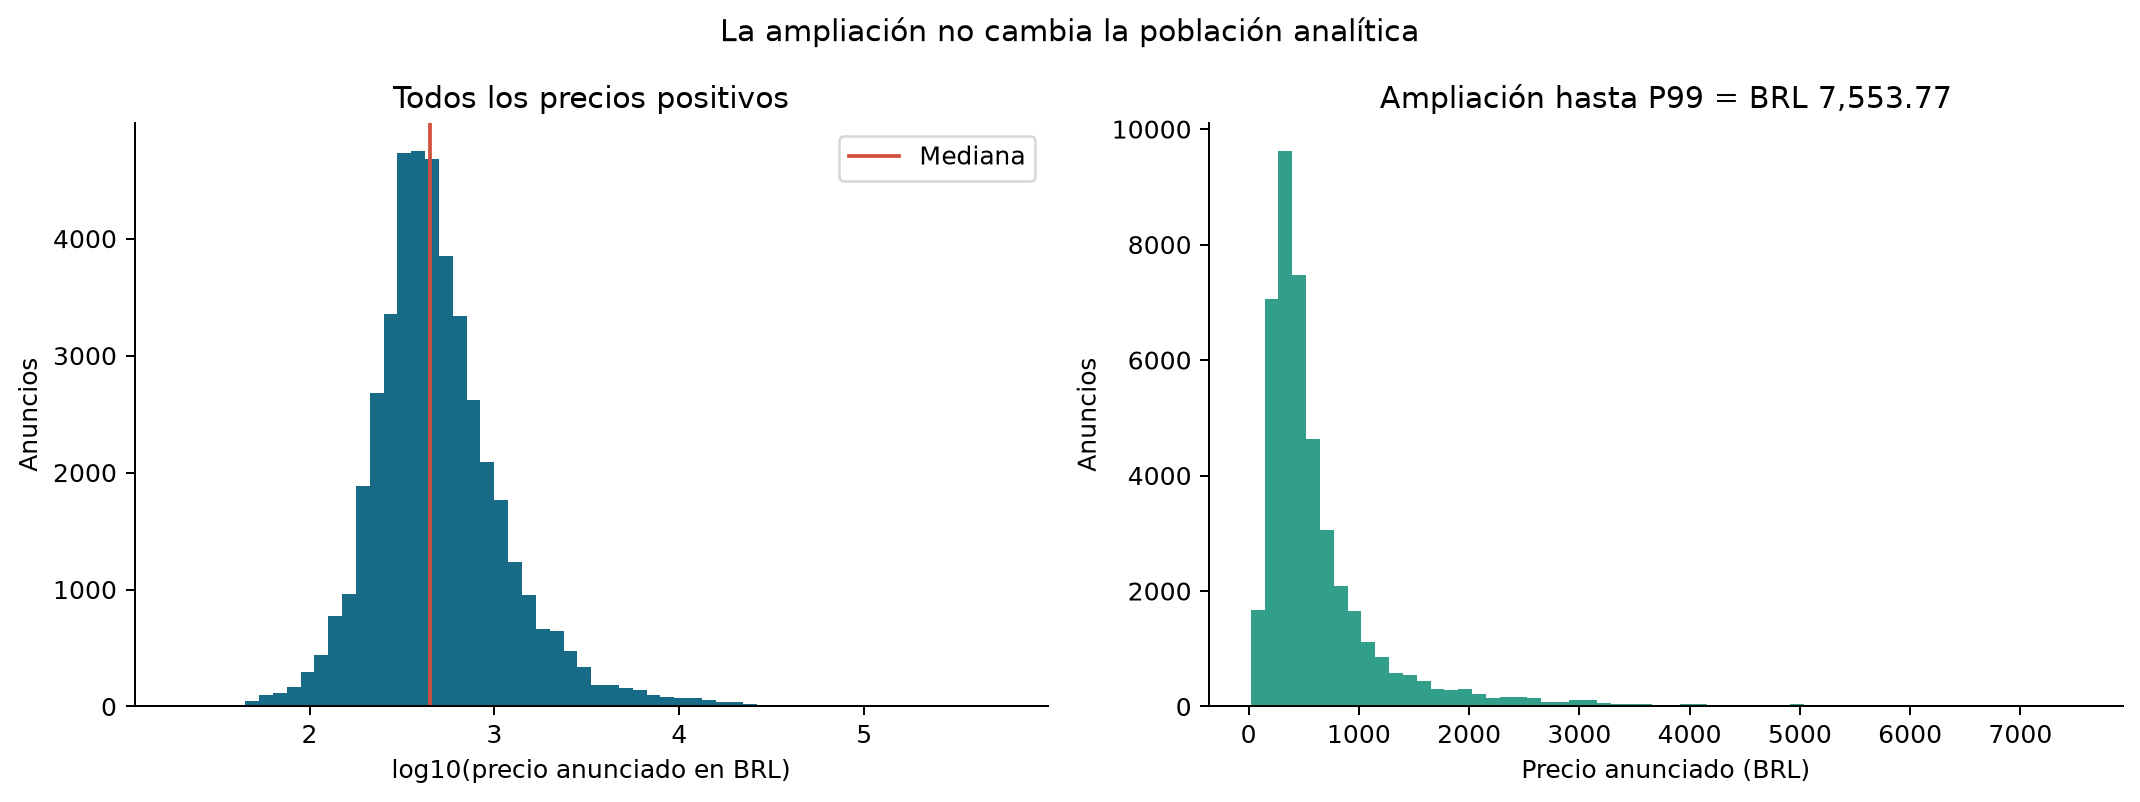 La ampliación no cambia la población analítica
Todos los precios positivos
Mediana
4000
3000
2000
1000
0
Anuncios
2
3
4
5
log10(precio anunciado en BRL)
Ampliación hasta P99 = BRL 7,553.77
10000
8000
6000
4000
2000
0
Anuncios
0
1000
2000
3000
4000
5000
6000
7000
Precio anunciado (BRL)